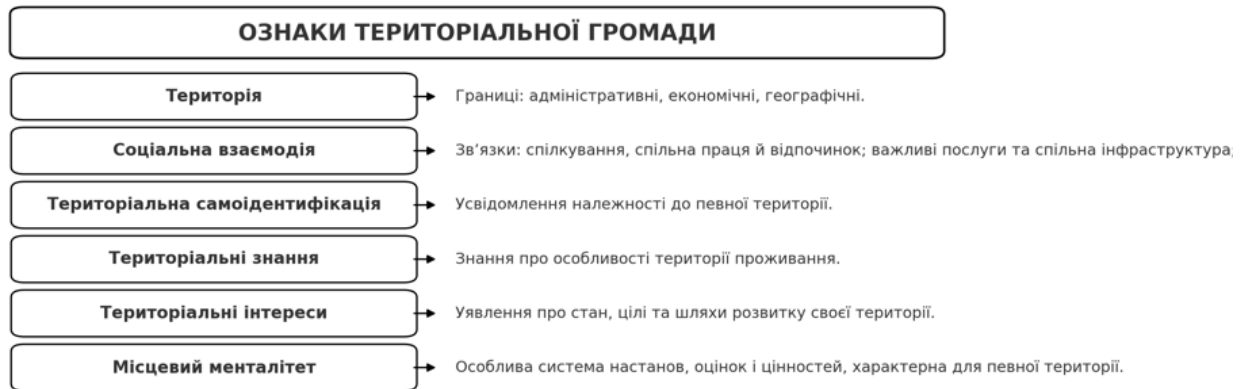 ОЗНАКИ ТЕРИТОРІАЛЬНОЇ ГРОМАДИ
Територія
Границі: адміністративні, економічні, географічні.
Соціальна взаємодія
Зв’язки: спілкування, спільна праця й відпочинок; важливі послуги та спільна інфраструктура;
Територіальна самоідентифікація
Усвідомлення належності до певної території.
Територіальні знання
Знання про особливості території проживання.
Територіальні інтереси
Уявлення про стан, цілі та шляхи розвитку своєї території.
Місцевий менталітет
Особлива система настанов, оцінок і цінностей, характерна для певної території.